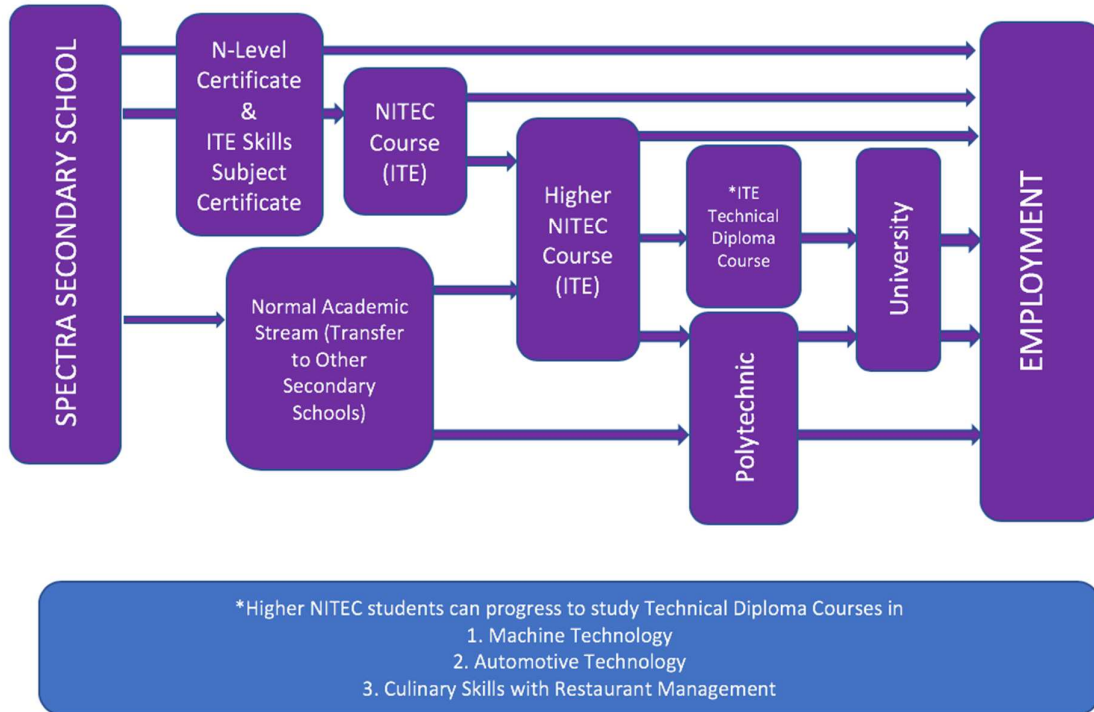 SPECTRA SECONDARY SCHOOL
N-Level
Certificate
&
ITE Skills
Subject
Certificate
NITEC
Course
(ITE)
Normal Academic
Stream (Transfer
to Other
Secondary
Schools)
Higher
NITEC
Course
(ITE)
*ITE
Technical
Diploma
Course
Polytechnic
University
EMPLOYMENT
*Higher NITEC students can progress to study Technical Diploma Courses in
1. Machine Technology
2. Automotive Technology
3. Culinary Skills with Restaurant Management